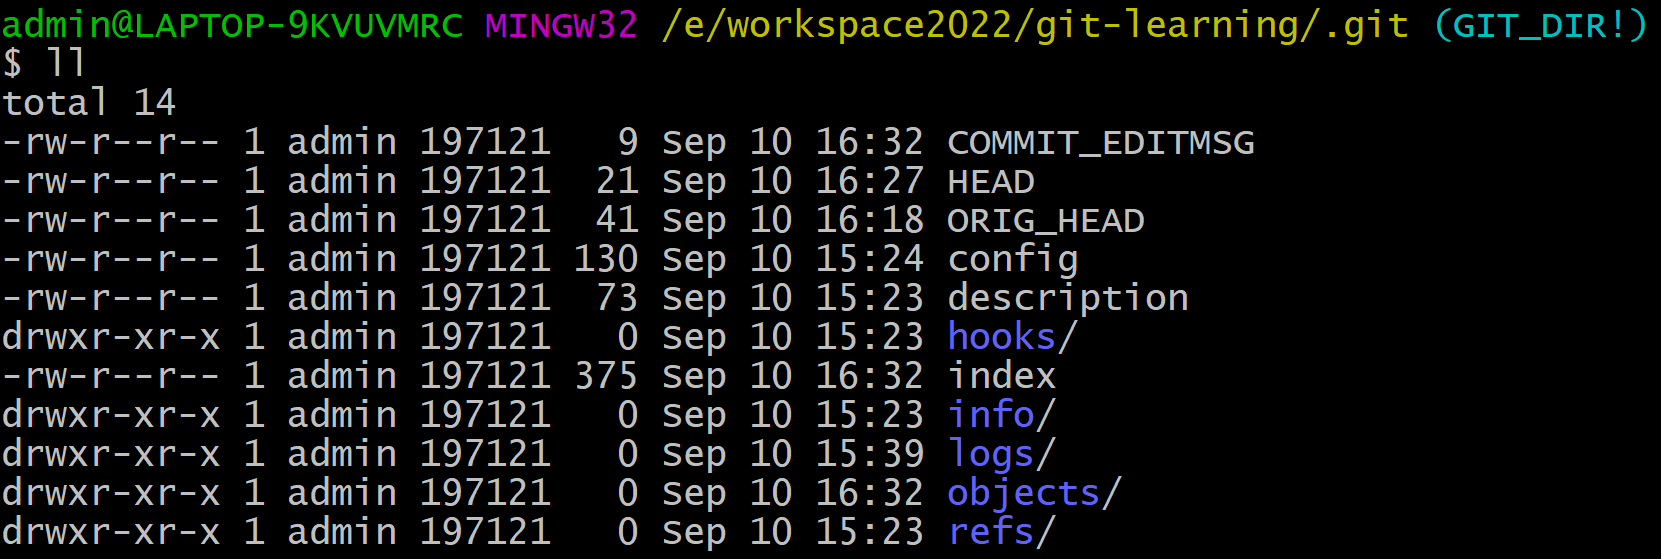 admin@LAPTOP-9KVUVMRC MINGW32 /e/workspace2022/git-learning/.git (GIT_DIR!)
$ ll
total 14
-rw-r--r-- 1 admin 197121   9 Sep 10 16:32 COMMIT_EDITMSG
-rw-r--r-- 1 admin 197121  21 Sep 10 16:27 HEAD
-rw-r--r-- 1 admin 197121  41 Sep 10 16:18 ORIG_HEAD
-rw-r--r-- 1 admin 197121 130 Sep 10 15:24 config
-rw-r--r-- 1 admin 197121  73 Sep 10 15:23 description
drwxr-xr-x 1 admin 197121   0 Sep 10 15:23 hooks/
-rw-r--r-- 1 admin 197121 375 Sep 10 16:32 index
drwxr-xr-x 1 admin 197121   0 Sep 10 15:23 info/
drwxr-xr-x 1 admin 197121   0 Sep 10 15:39 logs/
drwxr-xr-x 1 admin 197121   0 Sep 10 16:32 objects/
drwxr-xr-x 1 admin 197121   0 Sep 10 15:23 refs/